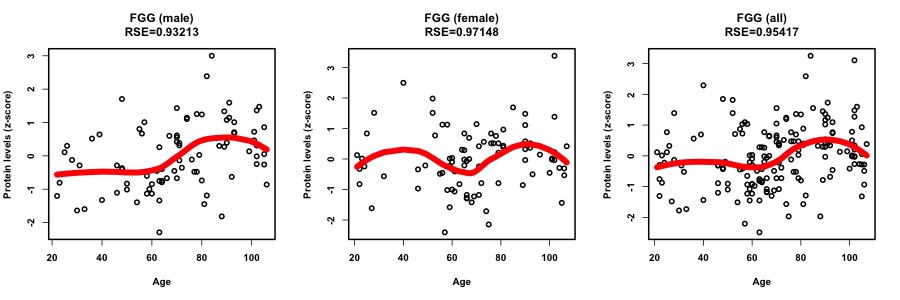 FGG (male)
RSE=0.93213
Protein levels (z-score)
3
2
1
0
-1
-2
20 40 60 80 100
Age
FGG (female)
RSE=0.97148
Protein levels (z-score)
3
2
1
0
-1
-2
20 40 60 80 100
Age
FGG (all)
RSE=0.95417
Protein levels (z-score)
3
2
1
0
-1
-2
20 40 60 80 100
Age